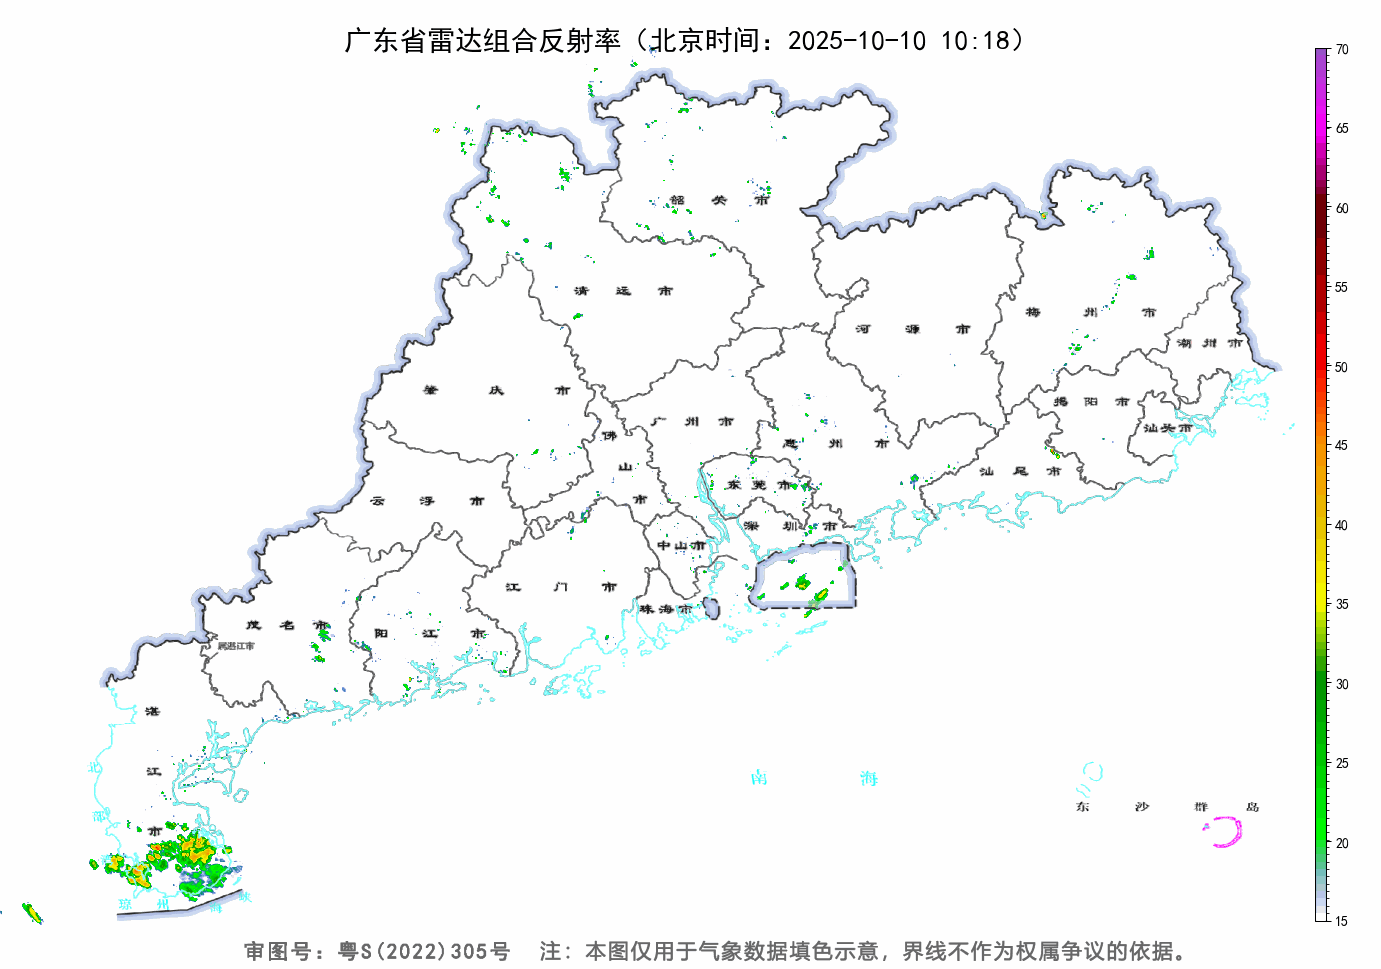 广东省雷达组合反射率（北京时间：2025-10-10 10:18）
70
65
60
55
50
45
40
35
30
25
20
15
韶关市
清远市
河源市
梅州市
潮州市
肇庆市
广州市
佛山市
惠州市
揭阳市
汕头市
汕尾市
云浮市
东莞市
深圳市
中山市
江门市
珠海市
茂名市
阳江市
属湛江市
湛江市
北部
琼州海峡
南海
东沙群岛
审图号：粤S(2022)305号 注：本图仅用于气象数据填色示意，界线不作为权属争议的依据。